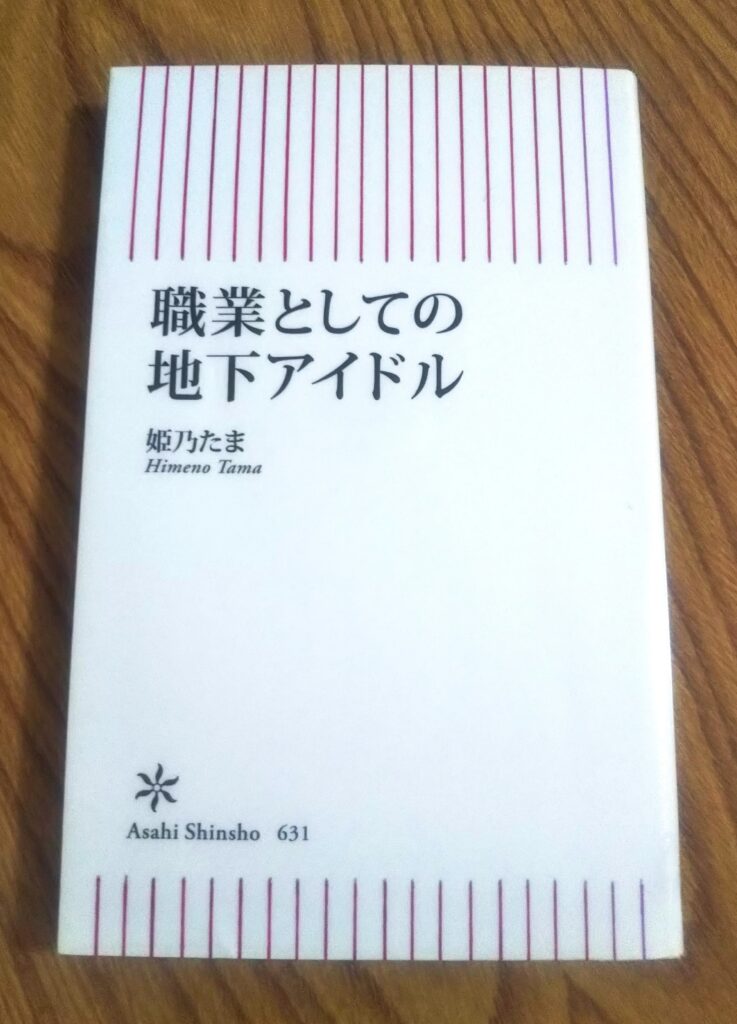 職業としての
地下アイドル
姫乃たま
Himeno Tama
Asahi Shinsho 631